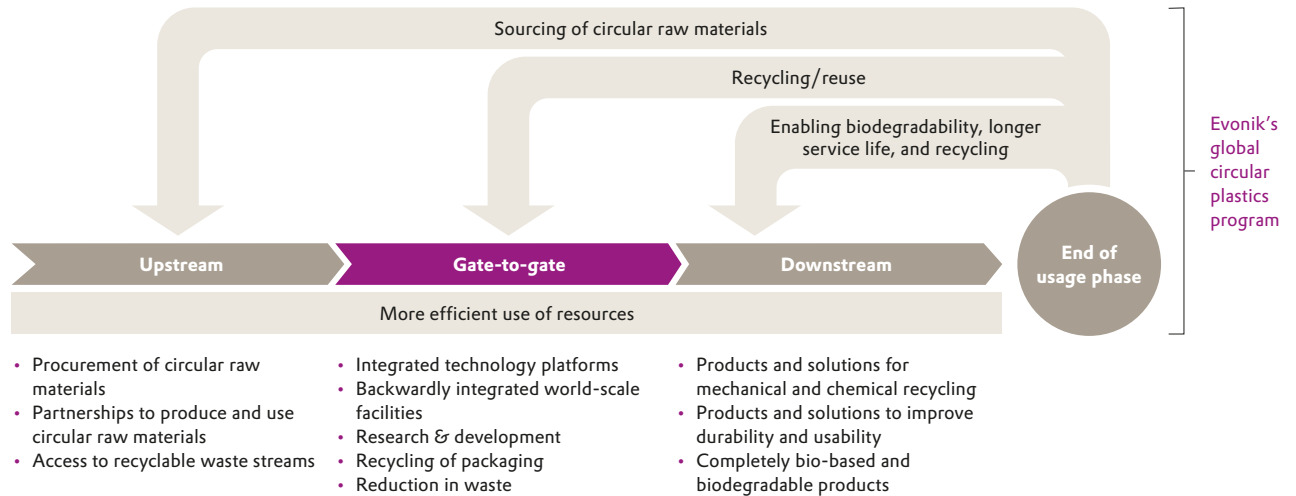 Sourcing of circular raw materials
Recycling/reuse
Enabling biodegradability, longer
service life, and recycling
Evonik's
global
circular
plastics
program
Upstream
Gate-to-gate
Downstream
End of
usage phase
More efficient use of resources
• Procurement of circular raw
materials
• Partnerships to produce and use
circular raw materials
• Access to recyclable waste streams
• Integrated technology platforms
• Backwardly integrated world-scale
facilities
• Research & development
• Recycling of packaging
• Reduction in waste
• Products and solutions for
mechanical and chemical recycling
• Products and solutions to improve
durability and usability
• Completely bio-based and
biodegradable products